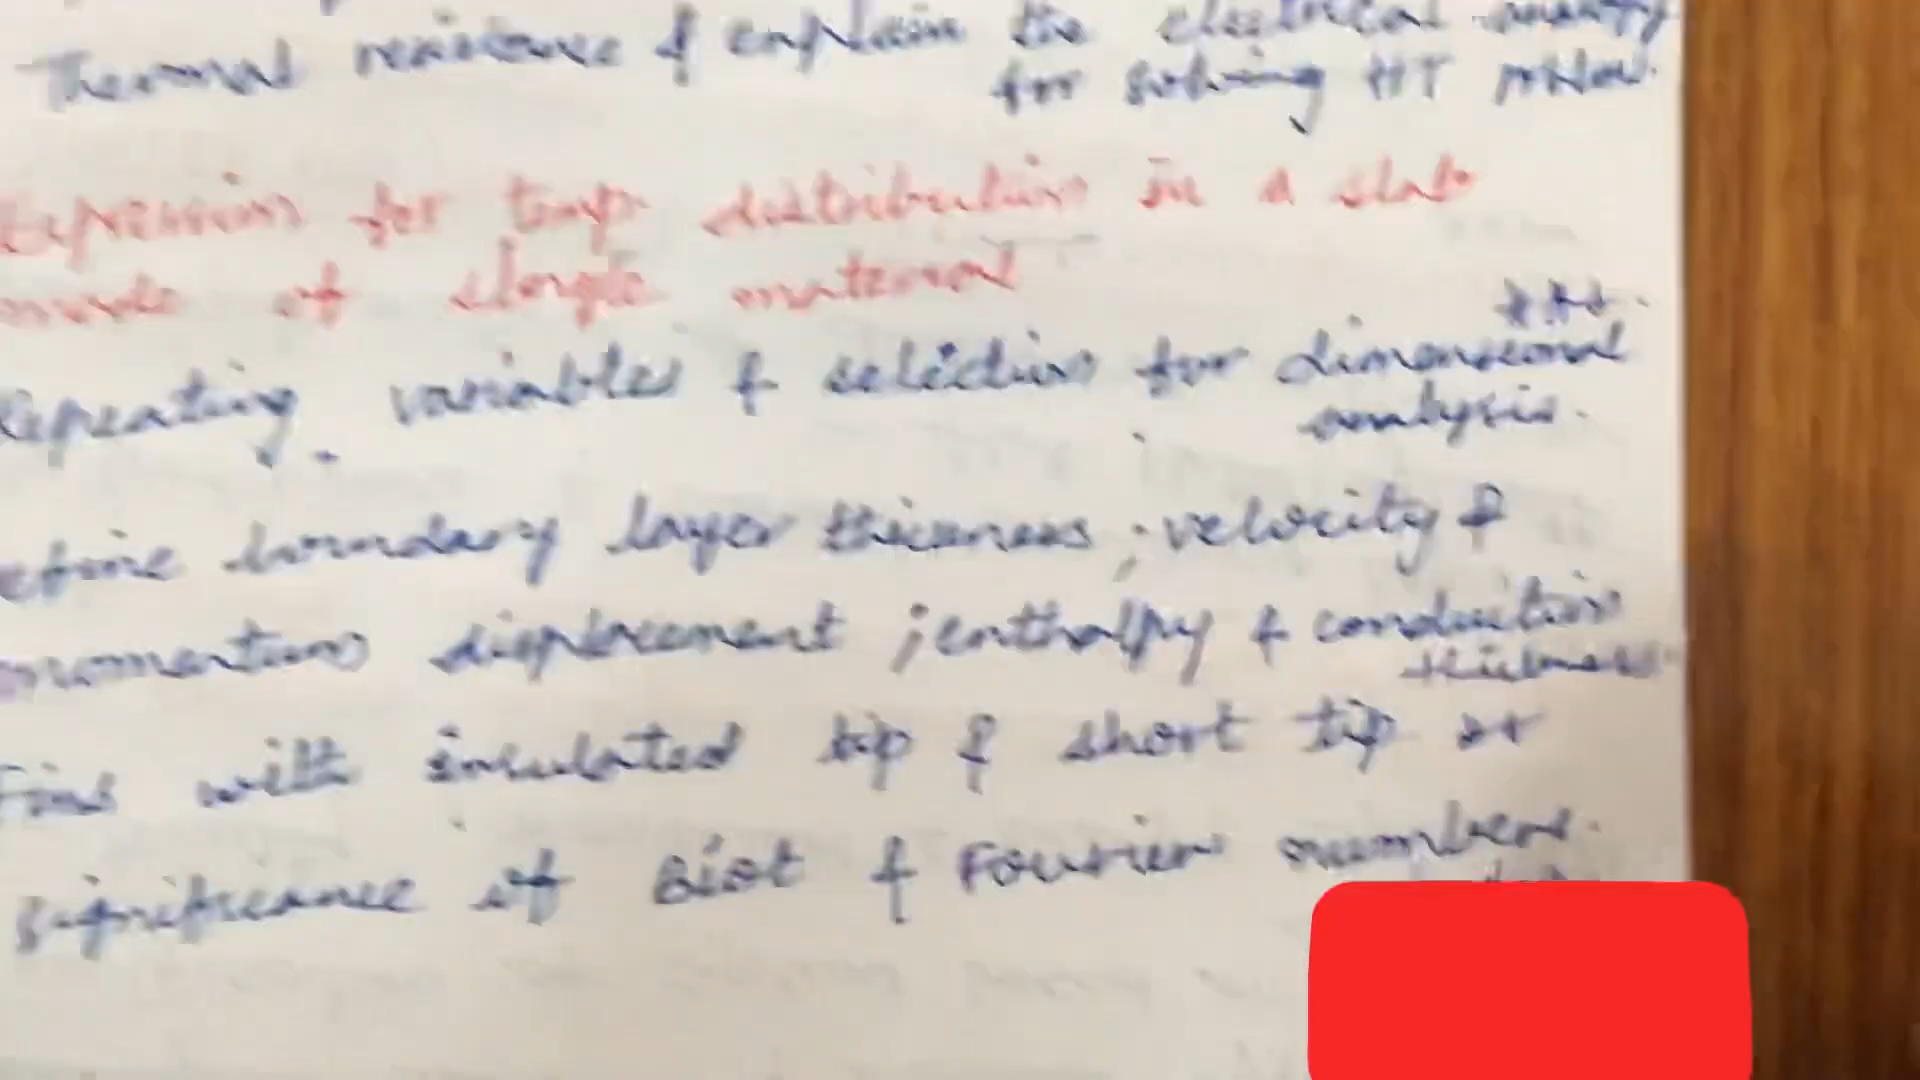 Thermal resistance & explain the electrical analogy
for solving HT problem.
Expression for temp distribution in a slab
made of single material
Repeating variables & selection for dimensional
analysis.
efine boundary layer thickness ; velocity &
momentum displacement ; enthalpy & conduction
thickness.
Fins with insulated tip & short tip
significance of Biot & Fourier numbers.